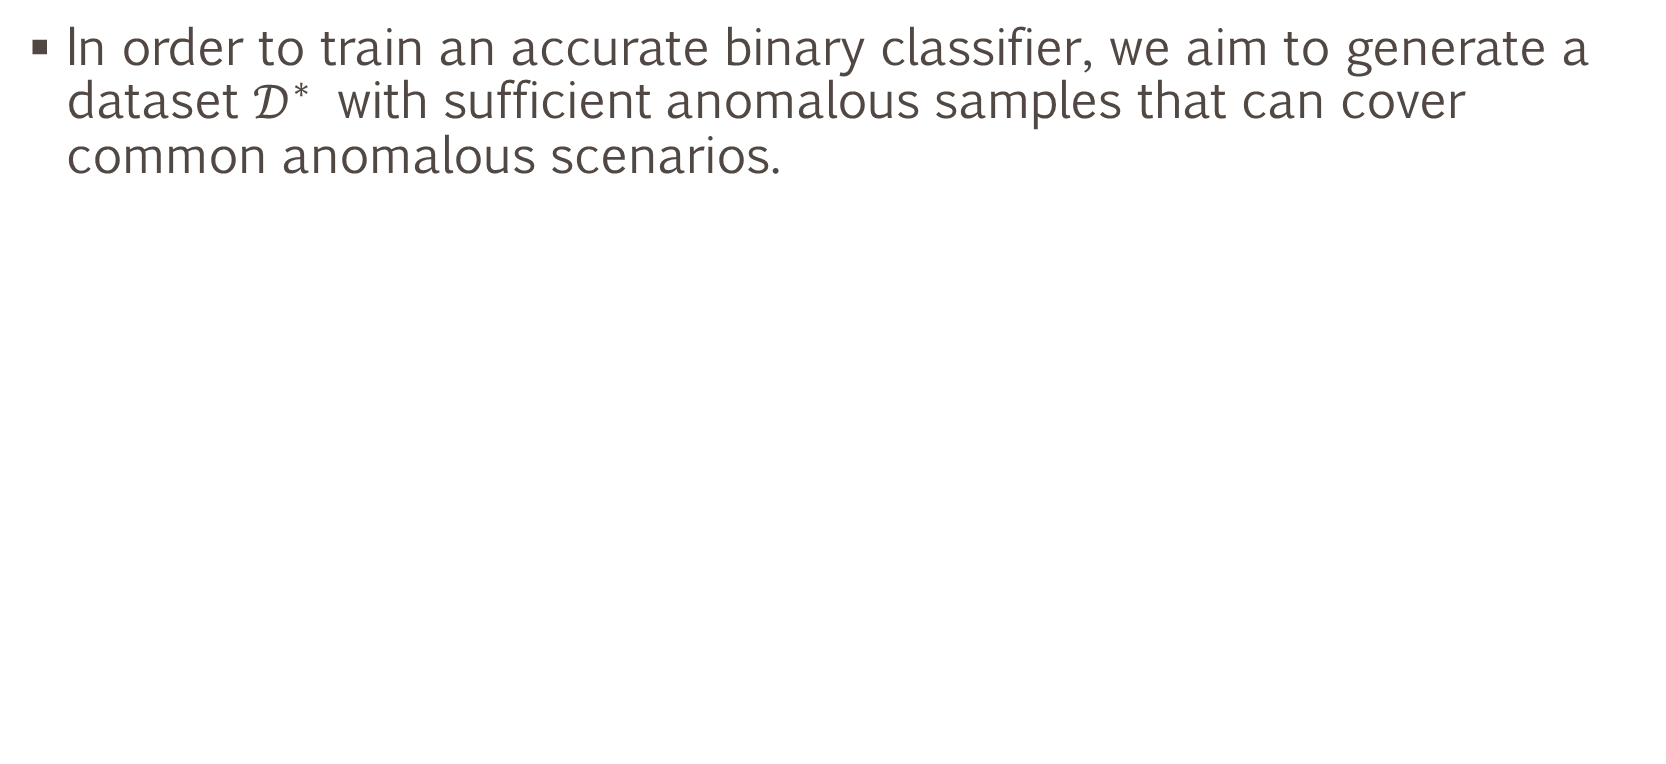 ▪ In order to train an accurate binary classifier, we aim to generate a
dataset 𝒟* with sufficient anomalous samples that can cover
common anomalous scenarios.